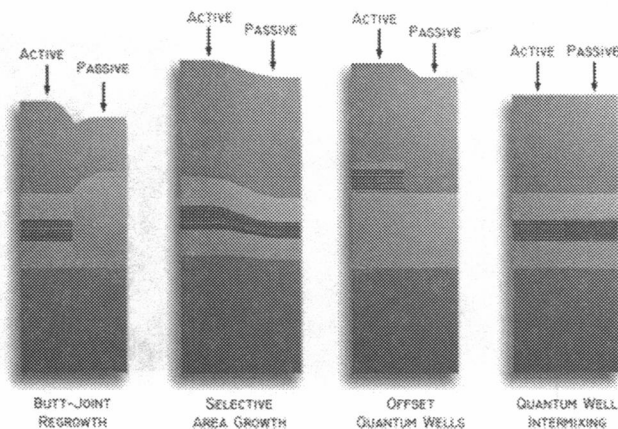 ACTIVE
PASSIVE
ACTIVE
PASSIVE
ACTIVE
PASSIVE
ACTIVE PASSIVE
BUTT-JOINT
REGROWTH
SELECTIVE
AREA GROWTH
OFFSET
QUANTUM WELLS
QUANTUM WELL
INTERMIXING